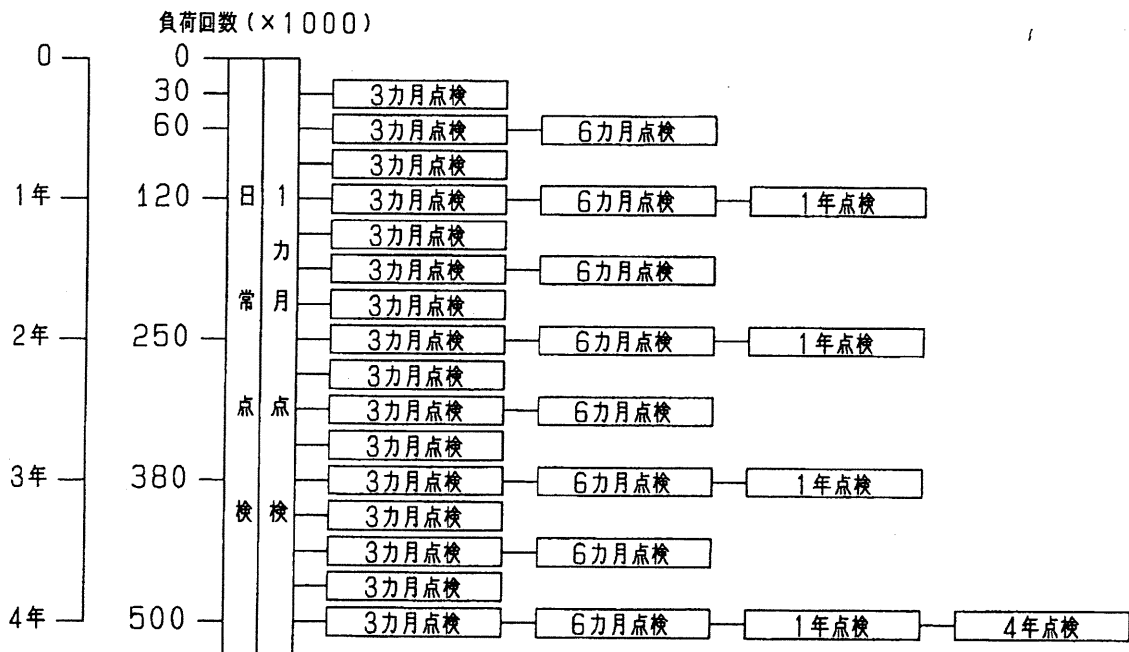 負荷回数(×1000)
0 0
30 3カ月点検
60 3カ月点検 6カ月点検
3カ月点検
1年 120 3カ月点検 6カ月点検 1年点検
3カ月点検
3カ月点検 6カ月点検
3カ月点検
2年 250 3カ月点検 6カ月点検 1年点検
3カ月点検
3カ月点検 6カ月点検
3カ月点検
3年 380 3カ月点検 6カ月点検 1年点検
3カ月点検
3カ月点検 6カ月点検
3カ月点検
4年 500 3カ月点検 6カ月点検 1年点検 4年点検
日常点検
1カ月点検